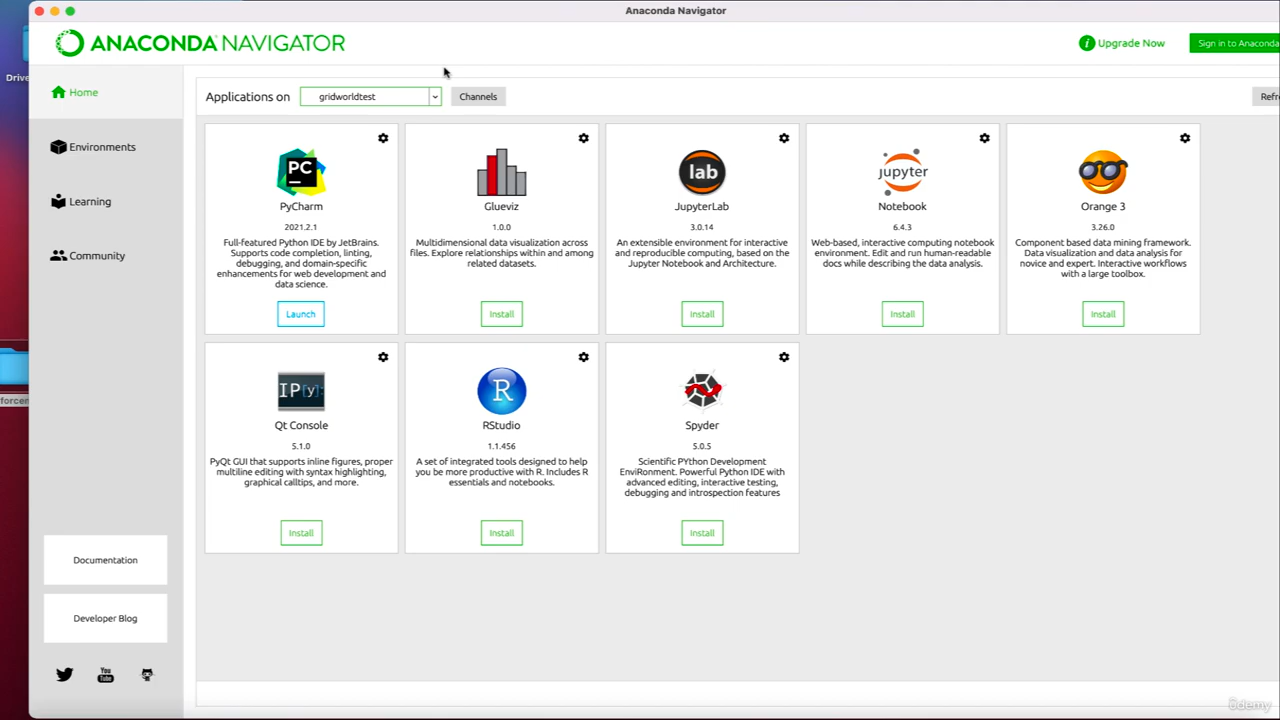 Anaconda Navigator
ANACONDA NAVIGATOR
i Upgrade Now
Sign in to Anaconda
Drive
Home
Applications on
gridworldtest
Channels
Refr
Environments
Learning
Community
PC
PyCharm
2021.2.1
Full-featured Python IDE by JetBrains.
Supports code completion, linting,
debugging, and domain-specific
enhancements for web development and
data science.
Launch
Glueviz
1.0.0
Multidimensional data visualization across
files. Explore relationships within and among
related datasets.
Install
lab
JupyterLab
3.0.14
An extensible environment for interactive
and reproducible computing, based on the
Jupyter Notebook and Architecture.
Install
jupyter
Notebook
6.4.3
Web-based, interactive computing notebook
environment. Edit and run human-readable
docs while describing the data analysis.
Install
Orange 3
3.26.0
Component based data mining framework.
Data visualization and data analysis for
novice and expert. Interactive workflows
with a large toolbox.
Install
forcem
IP[y]:
Qt Console
5.1.0
PyQt GUI that supports inline figures, proper
multiline editing with syntax highlighting,
graphical calltips, and more.
Install
R
RStudio
1.1.456
A set of integrated tools designed to help
you be more productive with R. Includes R
essentials and notebooks.
Install
Spyder
5.0.5
Scientific PYthon Development
EnviRonment. Powerful Python IDE with
advanced editing, interactive testing,
debugging and introspection features
Install
Documentation
Developer Blog
You
Tube
ûdemy